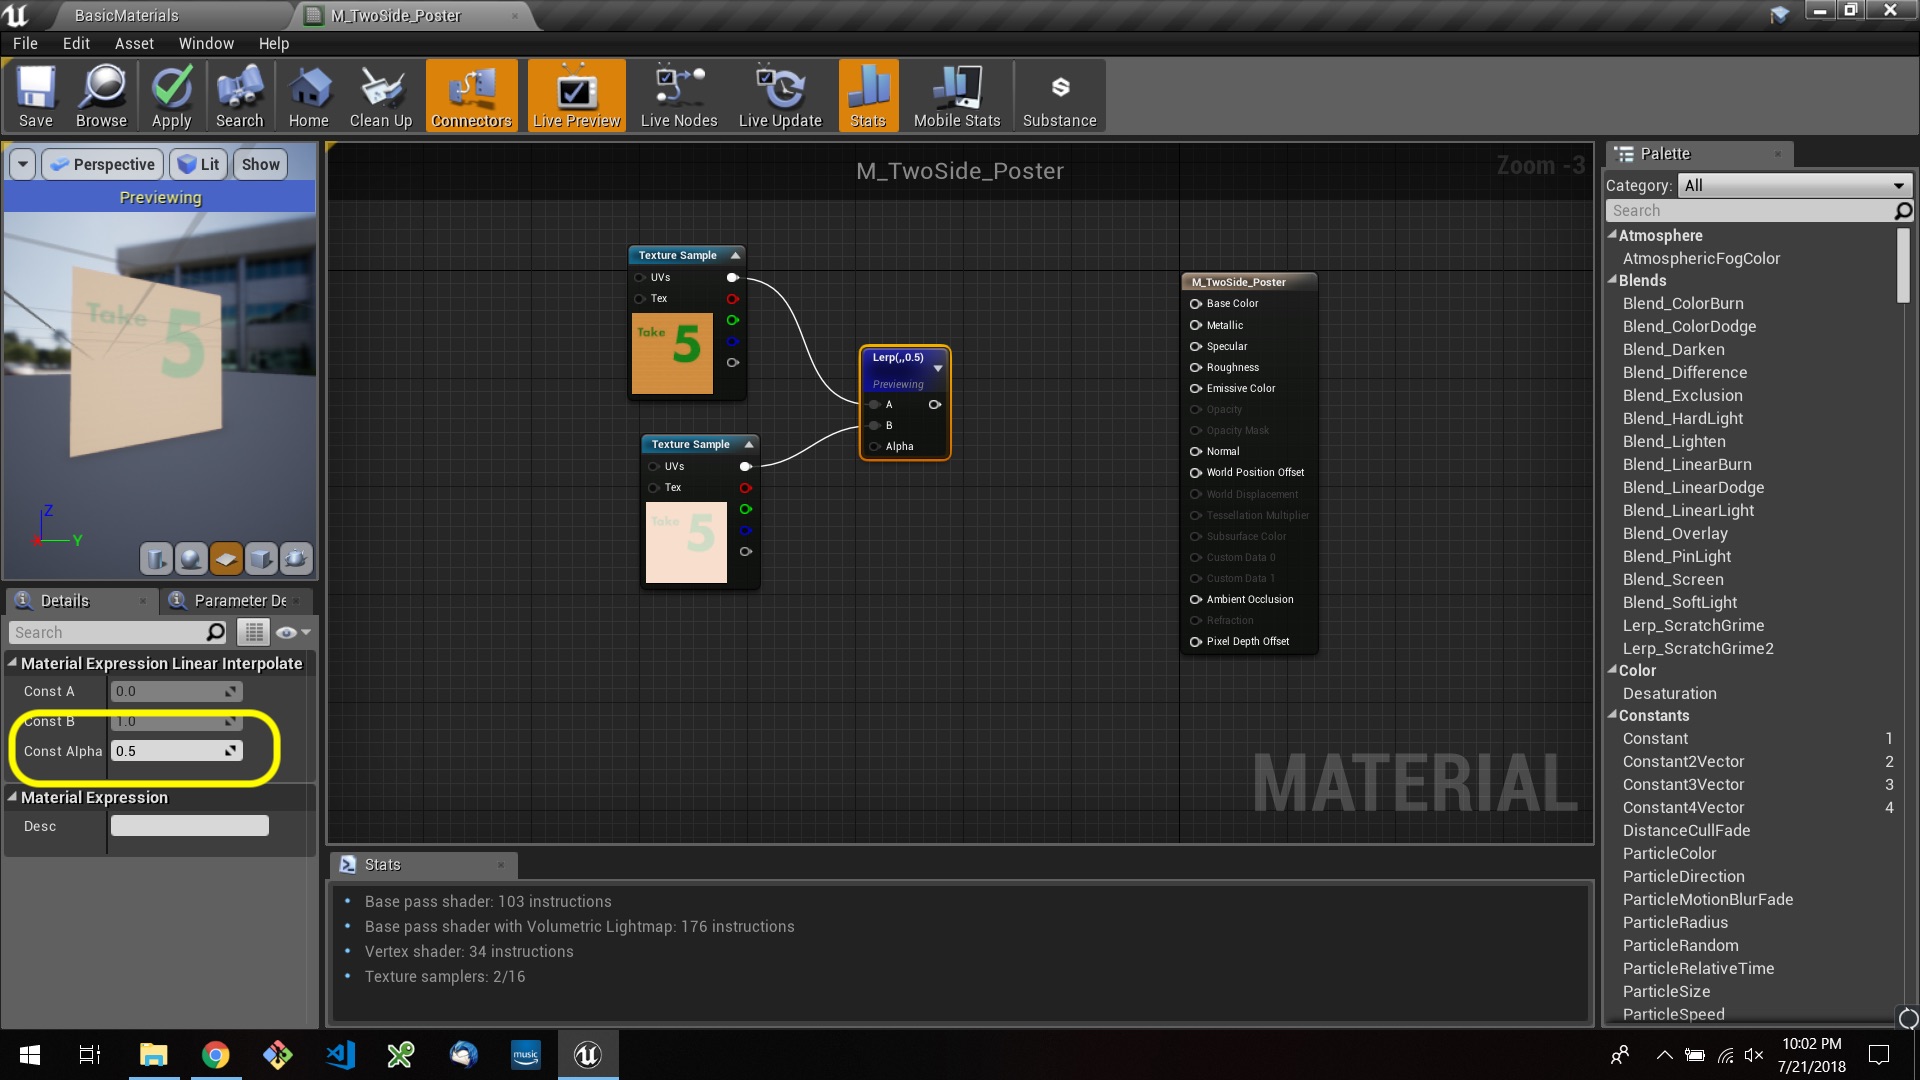 BasicMaterials
M_TwoSide_Poster
File Edit Asset Window Help
Save Browse Apply Search Home Clean Up Connectors Live Preview Live Nodes Live Update Stats Mobile Stats Substance
Perspective Lit Show
Previewing
Take 5
Z
Y
Details
Parameter De
Search
Material Expression Linear Interpolate
Const A 0.0
Const B 1.0
Const Alpha 0.5
Material Expression
Desc
M_TwoSide_Poster
Zoom -3
Texture Sample
UVs
Tex
Take 5
Texture Sample
UVs
Tex
Take 5
Lerp(,,0.5)
Previewing
A
B
Alpha
M_TwoSide_Poster
Base Color
Metallic
Specular
Roughness
Emissive Color
Opacity
Opacity Mask
Normal
World Position Offset
World Displacement
Tessellation Multiplier
Subsurface Color
Custom Data 0
Custom Data 1
Ambient Occlusion
Refraction
Pixel Depth Offset
MATERIAL
Stats
Base pass shader: 103 instructions
Base pass shader with Volumetric Lightmap: 176 instructions
Vertex shader: 34 instructions
Texture samplers: 2/16
Palette
Category: All
Search
Atmosphere
AtmosphericFogColor
Blends
Blend_ColorBurn
Blend_ColorDodge
Blend_Darken
Blend_Difference
Blend_Exclusion
Blend_HardLight
Blend_Lighten
Blend_LinearBurn
Blend_LinearDodge
Blend_LinearLight
Blend_Overlay
Blend_PinLight
Blend_Screen
Blend_SoftLight
Lerp_ScratchGrime
Lerp_ScratchGrime2
Color
Desaturation
Constants
Constant 1
Constant2Vector 2
Constant3Vector 3
Constant4Vector 4
DistanceCullFade
ParticleColor
ParticleDirection
ParticleMotionBlurFade
ParticleRadius
ParticleRandom
ParticleRelativeTime
ParticleSize
ParticleSpeed
music
10:02 PM
7/21/2018